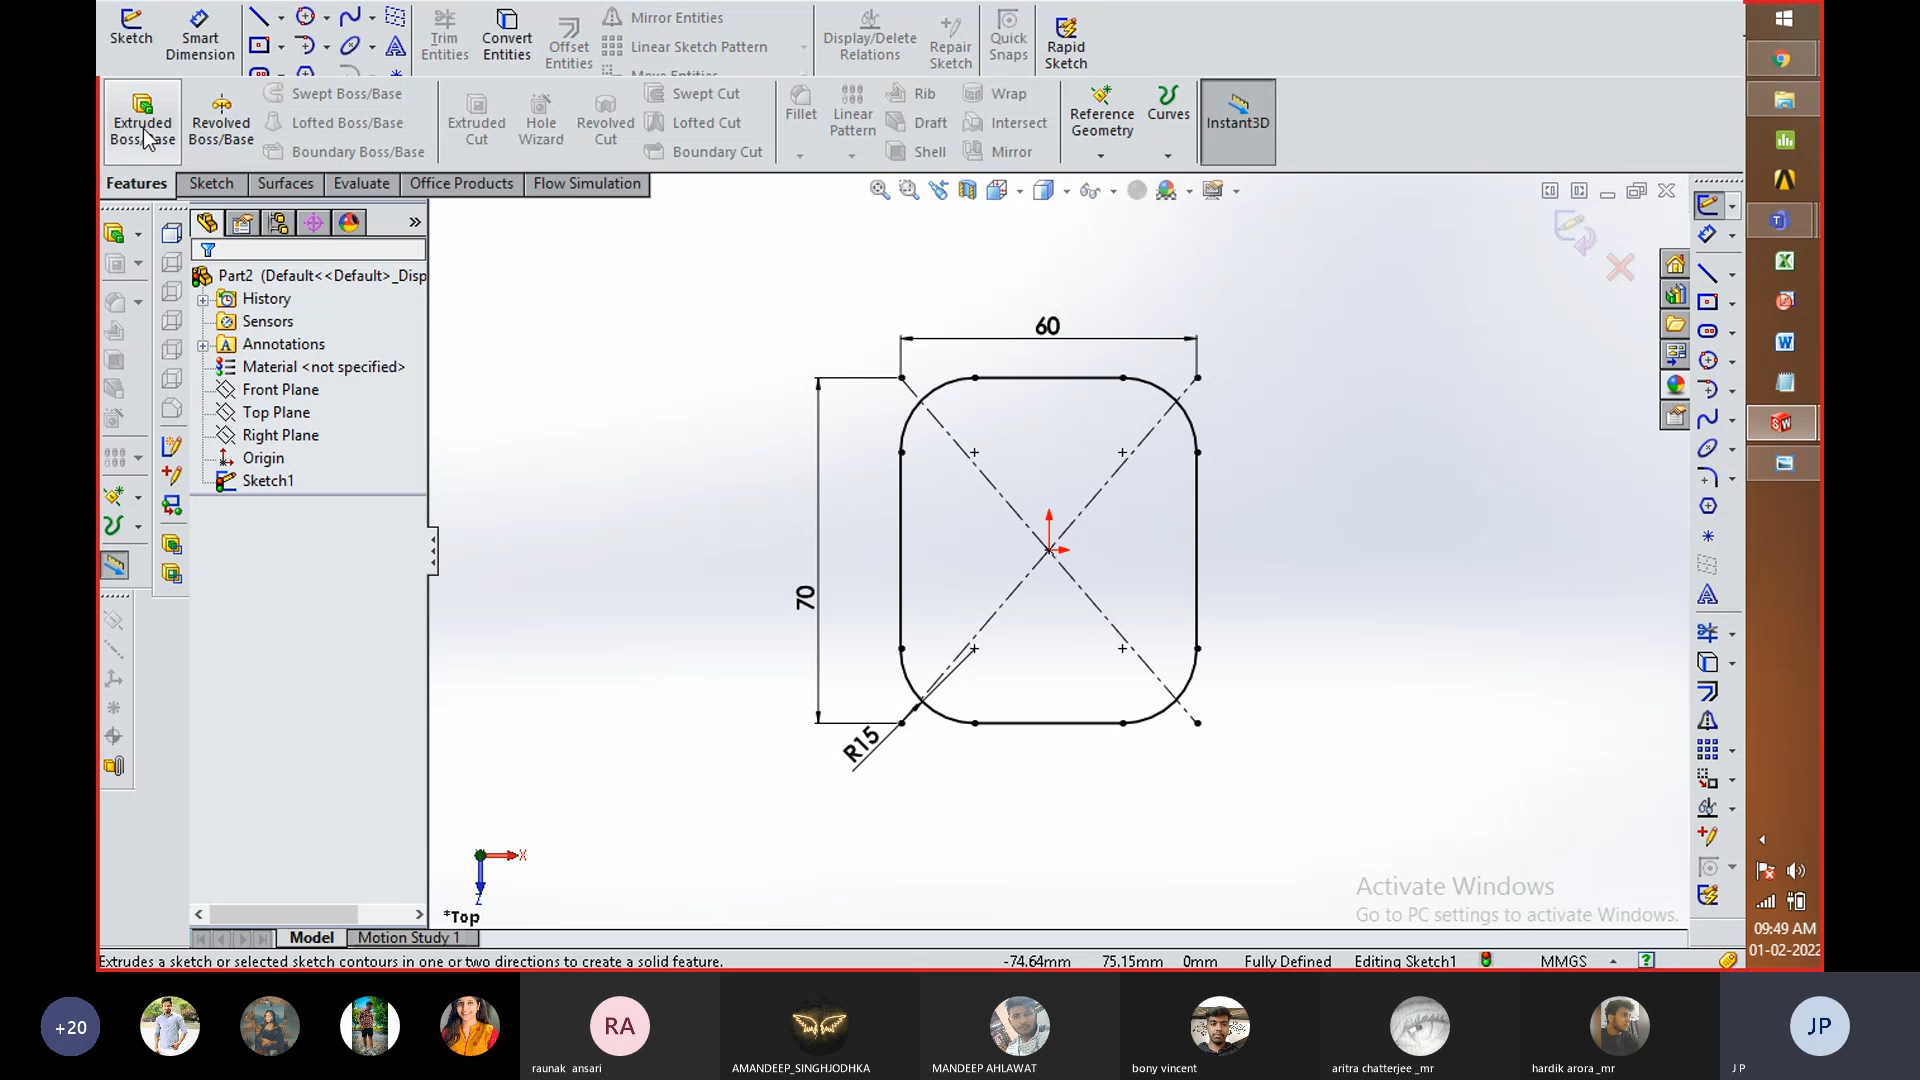 Sketch
Smart
Dimension
Trim
Entities
Convert
Entities
Offset
Entities
Mirror Entities
Linear Sketch Pattern
Move Entities
Display/Delete
Relations
Repair
Sketch
Quick
Snaps
Rapid
Sketch
Extruded
Boss/Base
Revolved
Boss/Base
Swept Boss/Base
Lofted Boss/Base
Boundary Boss/Base
Extruded
Cut
Hole
Wizard
Revolved
Cut
Swept Cut
Lofted Cut
Boundary Cut
Fillet
Linear
Pattern
Rib
Draft
Shell
Wrap
Intersect
Mirror
Reference
Geometry
Curves
Instant3D
Features Sketch Surfaces Evaluate Office Products Flow Simulation
Part2 (Default<<Default>_Disp
History
Sensors
Annotations
Material <not specified>
Front Plane
Top Plane
Right Plane
Origin
Sketch1
60
70
R15
X
Z
*Top
Activate Windows
Go to PC settings to activate Windows.
Model Motion Study 1
Extrudes a sketch or selected sketch contours in one or two directions to create a solid feature. -74.64mm 75.15mm 0mm Fully Defined Editing Sketch1 MMGS
09:49 AM
01-02-2022
+20
RA
JP
raunak ansari
AMANDEEP_SINGHJODHKA
MANDEEP AHLAWAT
bony vincent
aritra chatterjee _mr
hardik arora _mr
J P